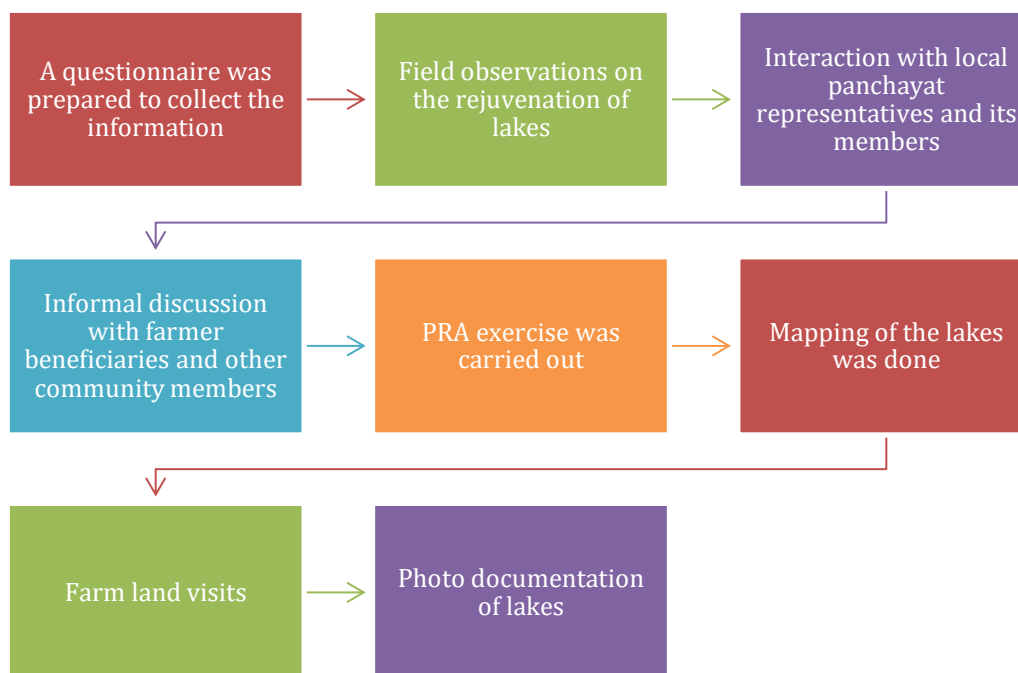 A questionnaire was
prepared to collect the
information
Field observations on
the rejuvenation of
lakes
Interaction with local
panchayat
representatives and its
members
Informal discussion
with farmer
beneficiaries and other
community members
PRA exercise was
carried out
Mapping of the lakes
was done
Farm land visits
Photo documentation
of lakes